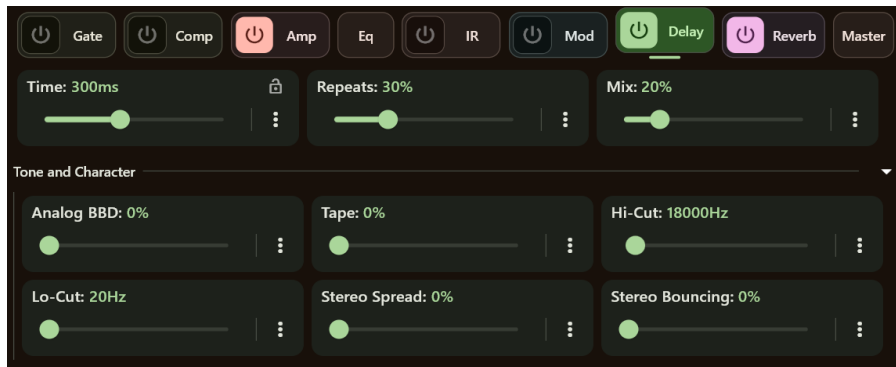 Gate Comp Amp Eq IR Mod Delay Reverb Master
Time: 300ms Repeats: 30% Mix: 20%
Tone and Character
Analog BBD: 0% Tape: 0% Hi-Cut: 18000Hz
Lo-Cut: 20Hz Stereo Spread: 0% Stereo Bouncing: 0%